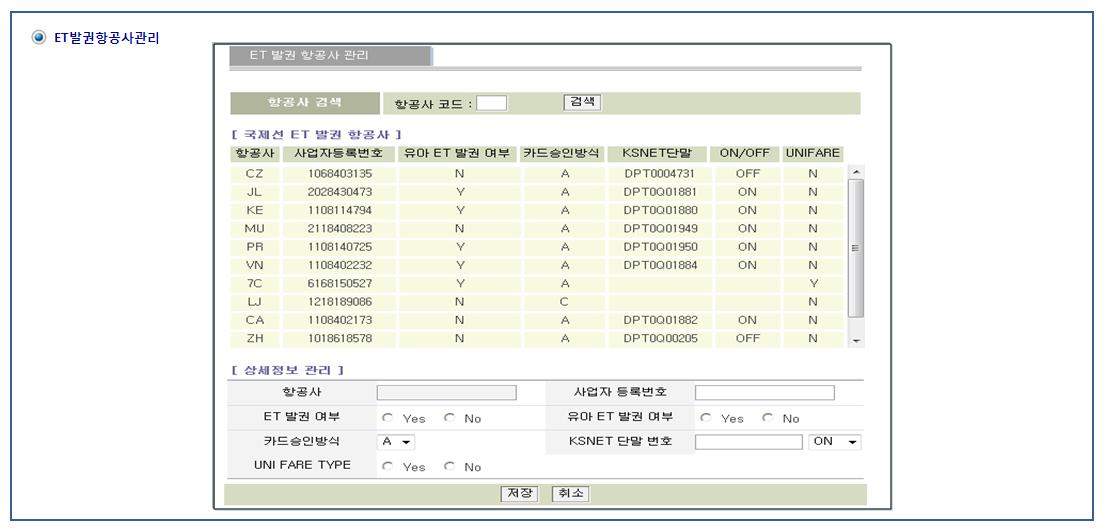 ET발권항공사관리
ET 발권 항공사 관리
항공사 검색 항공사 코드 : 검색
[ 국제선 ET 발권 항공사 ]
항공사 사업자등록번호 유아 ET 발권 여부 카드승인방식 KSNET단말 ON/OFF UNIFARE
CZ 1068403135 N A DPT0004731 OFF N
JL 2028430473 Y A DPT0Q01881 ON N
KE 1108114794 Y A DPT0Q01880 ON N
MU 2118408223 N A DPT0Q01949 ON N
PR 1108140725 Y A DPT0Q01950 ON N
VN 1108402232 Y A DPT0Q01884 ON N
7C 6168150527 Y A Y
LJ 1218189086 N C N
CA 1108402173 N A DPT0Q01882 ON N
ZH 1018618578 N A DPT0Q00205 OFF N
[ 상세정보 관리 ]
항공사 사업자 등록번호
ET 발권 여부 Yes No 유아 ET 발권 여부 Yes No
카드승인방식 A KSNET 단말 번호 ON
UNI FARE TYPE Yes No
저장 취소